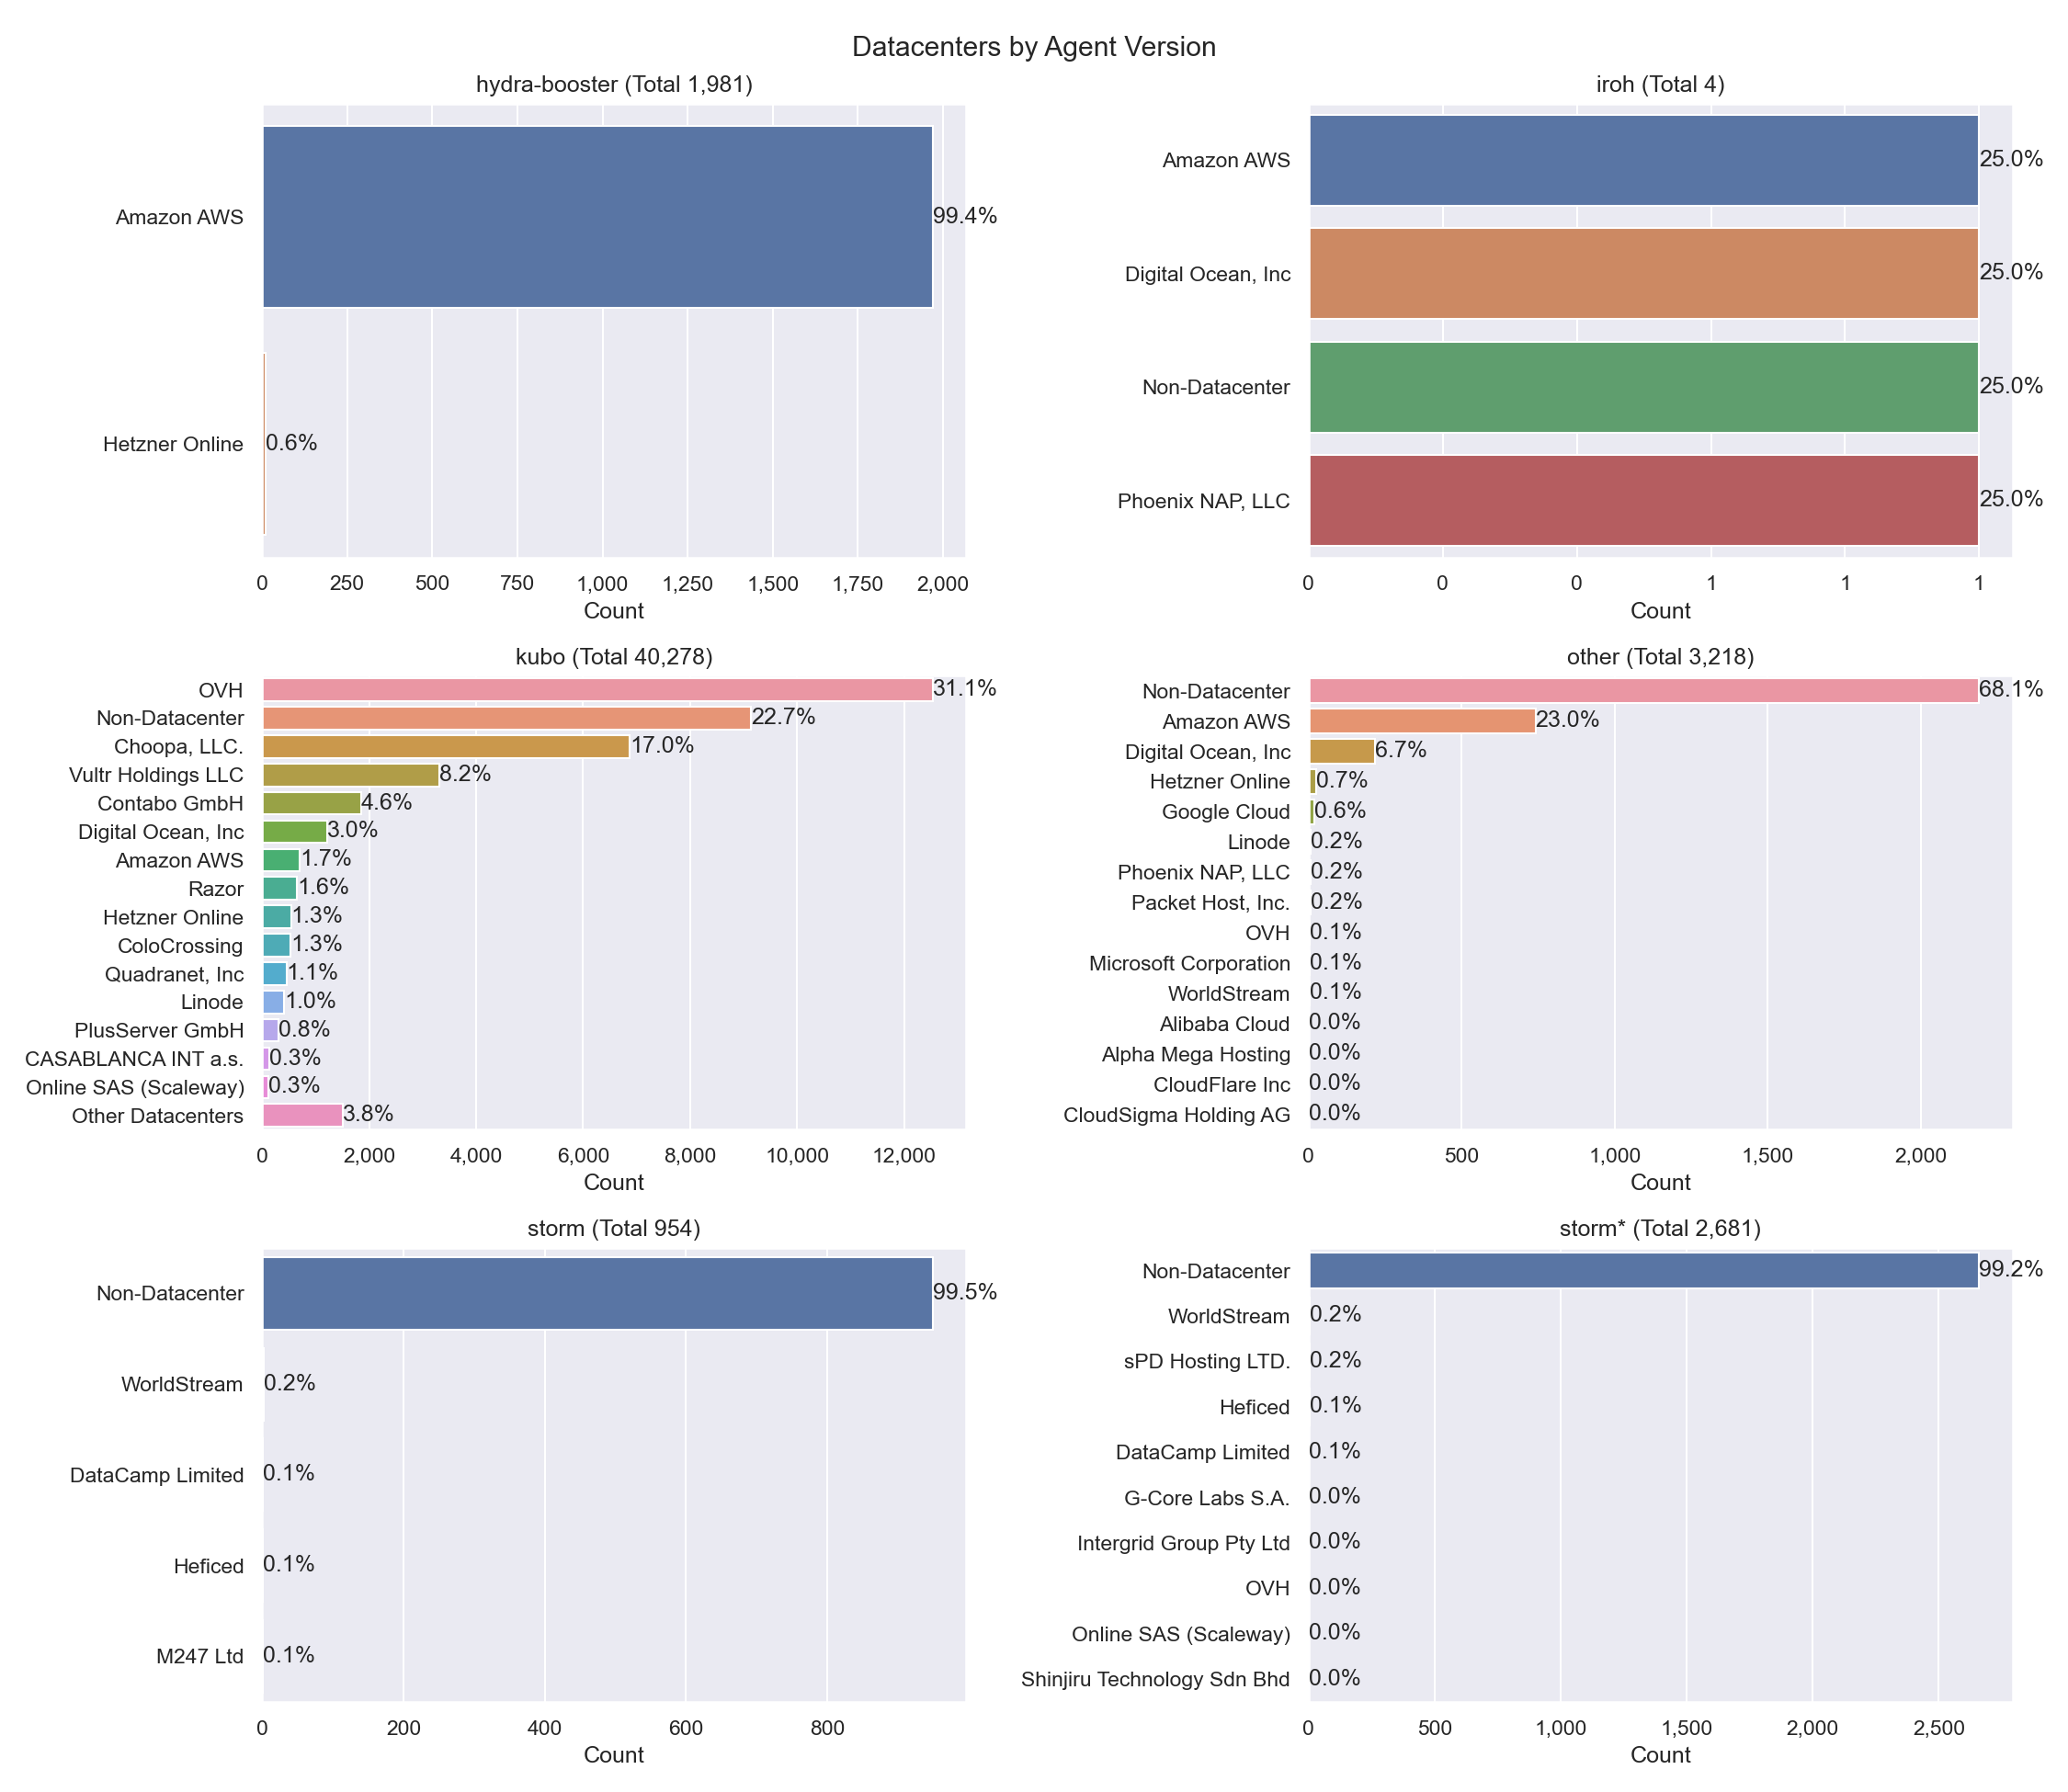 Datacenters by Agent Version
hydra-booster (Total 1,981)
Amazon AWS
99.4%
Hetzner Online
0.6%
0 250 500 750 1,000 1,250 1,500 1,750 2,000
Count
iroh (Total 4)
Amazon AWS
25.0%
Digital Ocean, Inc
25.0%
Non-Datacenter
25.0%
Phoenix NAP, LLC
25.0%
0 0 0 1 1 1
Count
kubo (Total 40,278)
OVH
31.1%
Non-Datacenter
22.7%
Choopa, LLC.
17.0%
Vultr Holdings LLC
8.2%
Contabo GmbH
4.6%
Digital Ocean, Inc
3.0%
Amazon AWS
1.7%
Razor
1.6%
Hetzner Online
1.3%
ColoCrossing
1.3%
Quadranet, Inc
1.1%
Linode
1.0%
PlusServer GmbH
0.8%
CASABLANCA INT a.s.
0.3%
Online SAS (Scaleway)
0.3%
Other Datacenters
3.8%
0 2,000 4,000 6,000 8,000 10,000 12,000
Count
other (Total 3,218)
Non-Datacenter
68.1%
Amazon AWS
23.0%
Digital Ocean, Inc
6.7%
Hetzner Online
0.7%
Google Cloud
0.6%
Linode
0.2%
Phoenix NAP, LLC
0.2%
Packet Host, Inc.
0.2%
OVH
0.1%
Microsoft Corporation
0.1%
WorldStream
0.1%
Alibaba Cloud
0.0%
Alpha Mega Hosting
0.0%
CloudFlare Inc
0.0%
CloudSigma Holding AG
0.0%
0 500 1,000 1,500 2,000
Count
storm (Total 954)
Non-Datacenter
99.5%
WorldStream
0.2%
DataCamp Limited
0.1%
Heficed
0.1%
M247 Ltd
0.1%
0 200 400 600 800
Count
storm* (Total 2,681)
Non-Datacenter
99.2%
WorldStream
0.2%
sPD Hosting LTD.
0.2%
Heficed
0.1%
DataCamp Limited
0.1%
G-Core Labs S.A.
0.0%
Intergrid Group Pty Ltd
0.0%
OVH
0.0%
Online SAS (Scaleway)
0.0%
Shinjiru Technology Sdn Bhd
0.0%
0 500 1,000 1,500 2,000 2,500
Count